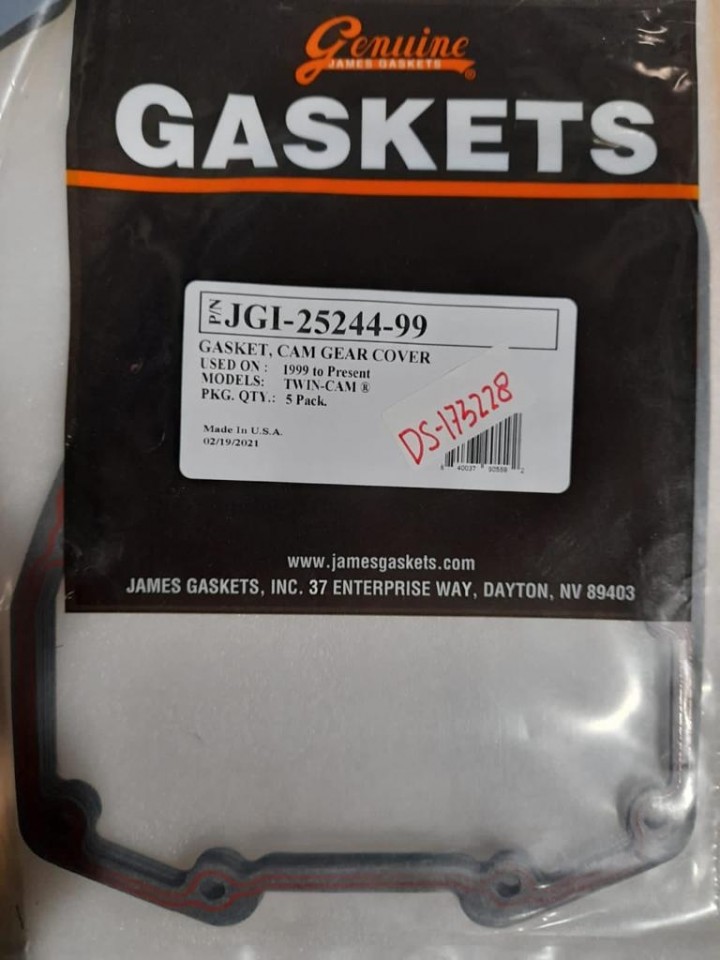 Genuine
JAMES GASKETS ®
GASKETS
P/N JGI-25244-99
GASKET, CAM GEAR COVER
USED ON : 1999 to Present
MODELS: TWIN-CAM ®
PKG. QTY.: 5 Pack.
Made In U.S.A.
02/19/2021
DS-173228
www.jamesgaskets.com
JAMES GASKETS, INC. 37 ENTERPRISE WAY, DAYTON, NV 89403